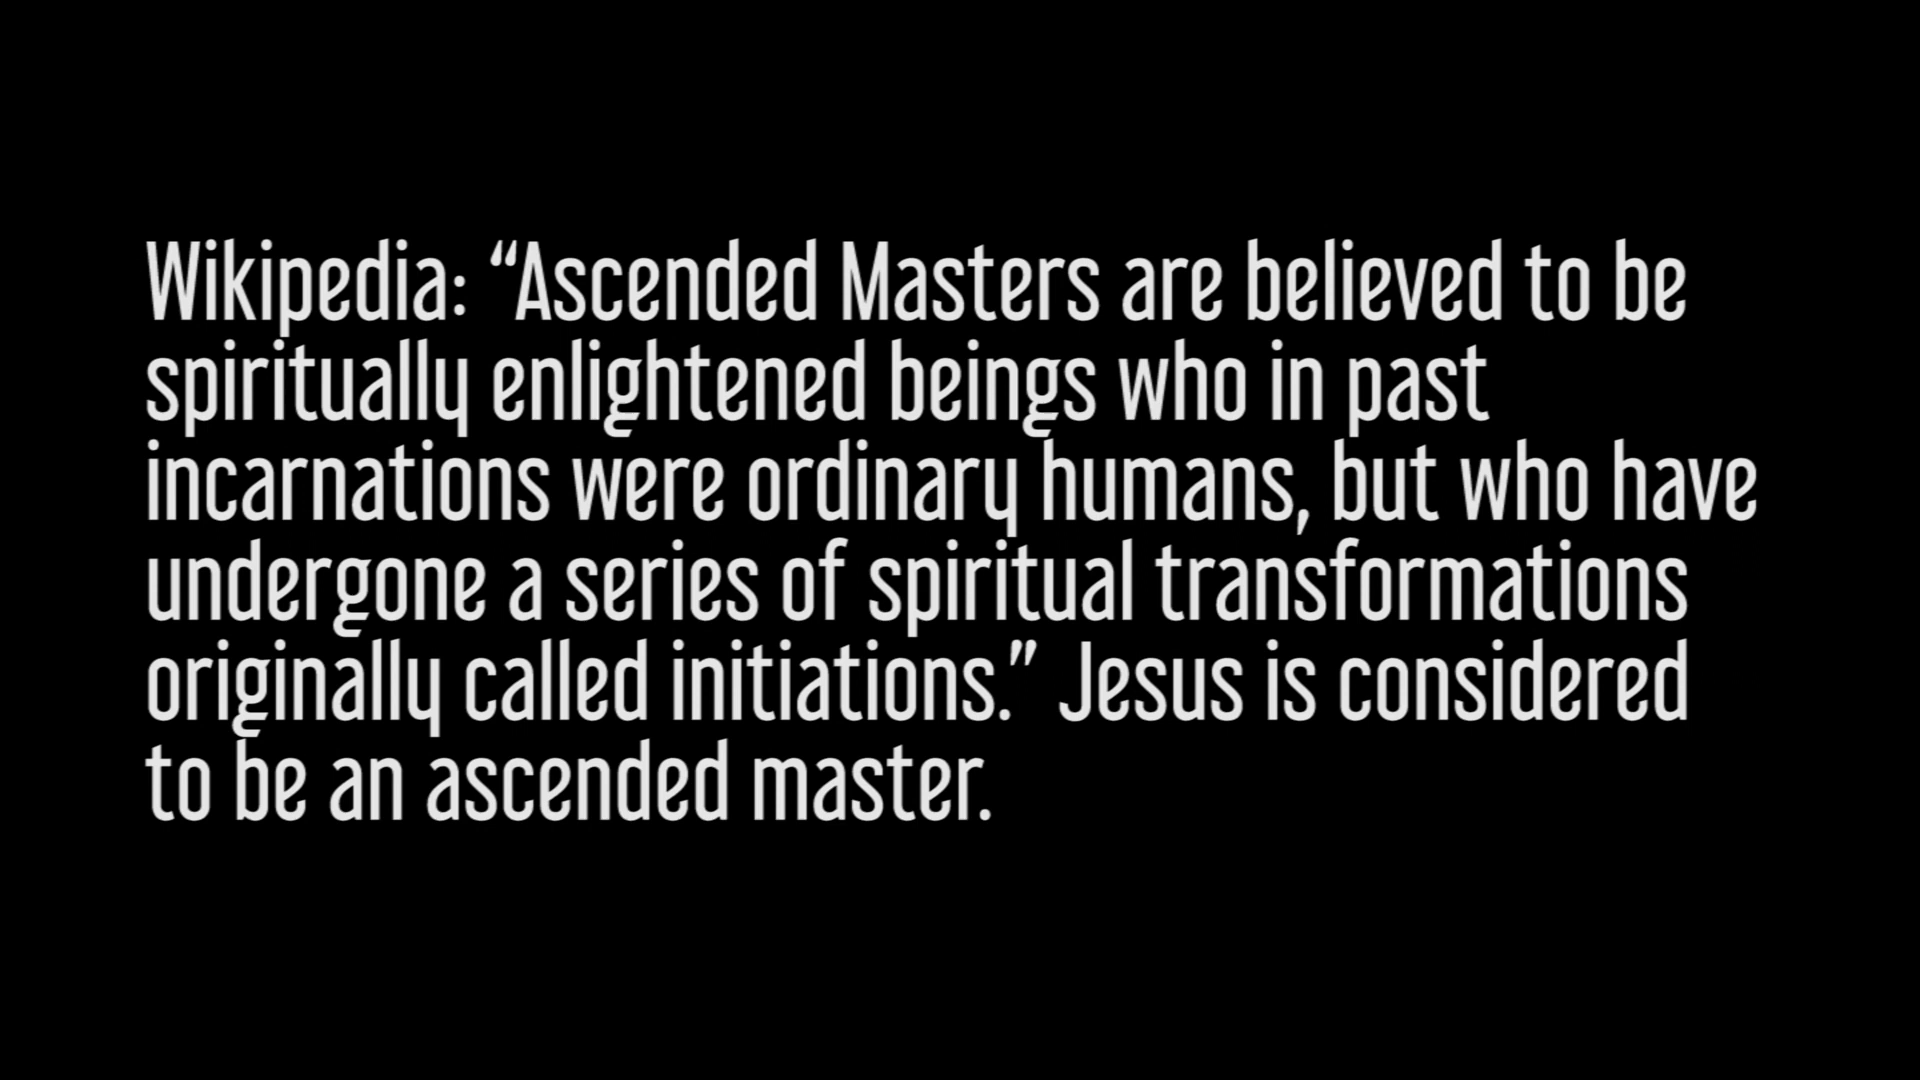 Wikipedia: “Ascended Masters are believed to be
spiritually enlightened beings who in past
incarnations were ordinary humans, but who have
undergone a series of spiritual transformations
originally called initiations.” Jesus is considered
to be an ascended master.